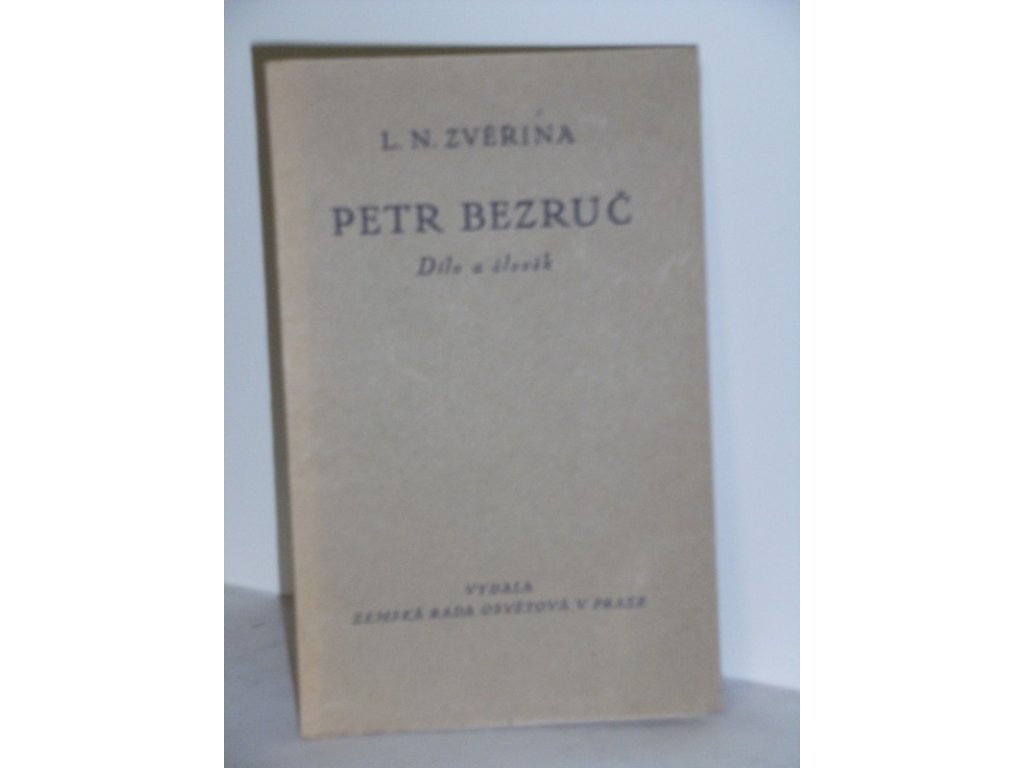 L. N. ZVĚŘINA
PETR BEZRUČ
Dílo a člověk
VYDALA
ZEMSKÁ RADA OSVĚTOVÁ V PRAZE